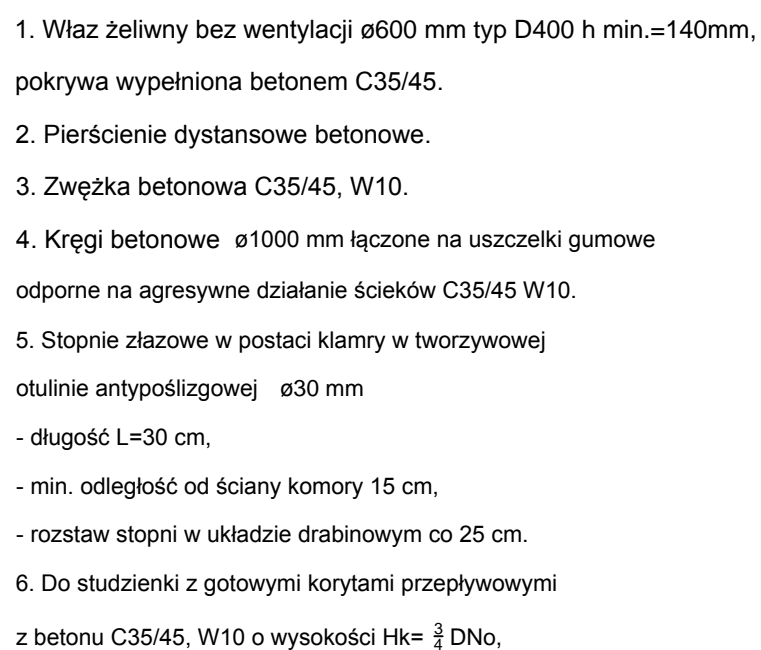 1. Właz żeliwny bez wentylacji ø600 mm typ D400 h min.=140mm,
pokrywa wypełniona betonem C35/45.
2. Pierścienie dystansowe betonowe.
3. Zwężka betonowa C35/45, W10.
4. Kręgi betonowe ø1000 mm łączone na uszczelki gumowe
odporne na agresywne działanie ścieków C35/45 W10.
5. Stopnie złazowe w postaci klamry w tworzywowej
otulinie antypoślizgowej ø30 mm
- długość L=30 cm,
- min. odległość od ściany komory 15 cm,
- rozstaw stopni w układzie drabinowym co 25 cm.
6. Do studzienki z gotowymi korytami przepływowymi
z betonu C35/45, W10 o wysokości Hk= ¾ DNo,